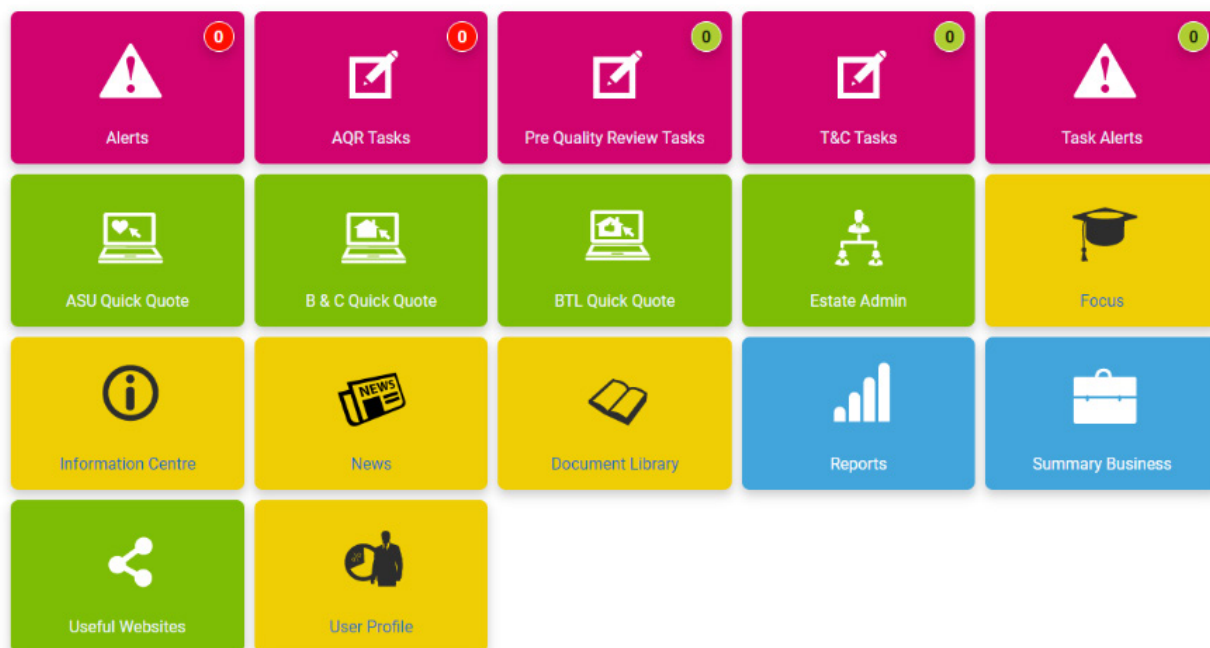 0 0 0 0 0
Alerts AQR Tasks Pre Quality Review Tasks T&C Tasks Task Alerts
ASU Quick Quote B & C Quick Quote BTL Quick Quote Estate Admin Focus
NEWS
Information Centre News Document Library Reports Summary Business
Useful Websites User Profile